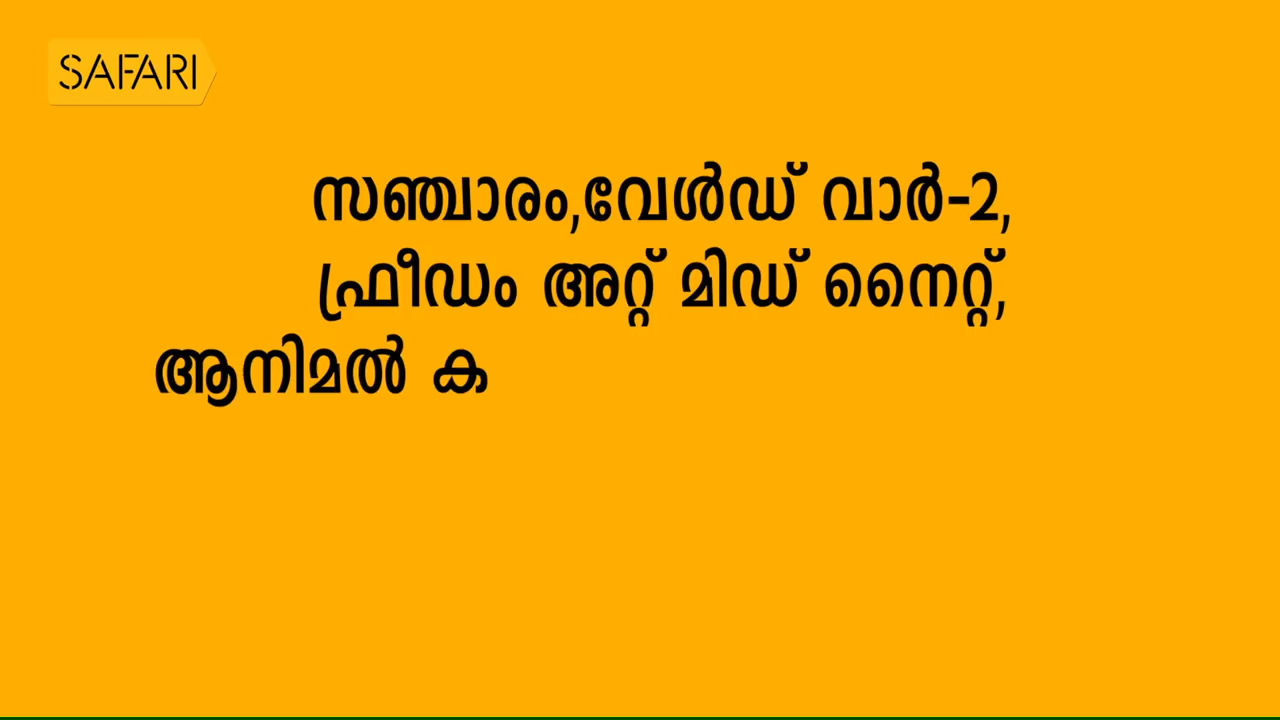 SAFARI
സഞ്ചാരം,വേൾഡ് വാർ-2,
ഫ്രീഡം അറ്റ് മിഡ് നൈറ്റ്,
ആനിമൽ ക